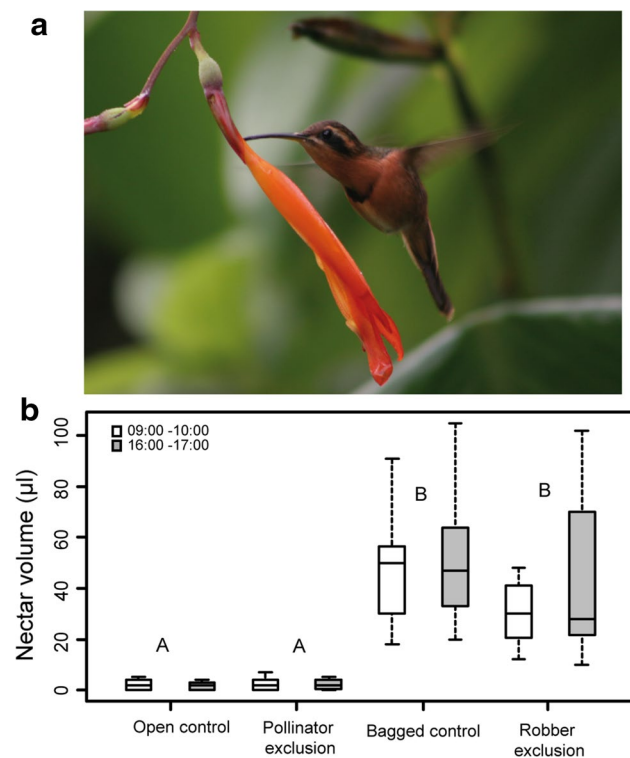 a
b
09:00 -10:00
16:00 -17:00
Nectar volume (µl)
0
20
40
60
80
100
A
A
B
B
Open control
Pollinator
exclusion
Bagged control
Robber
exclusion